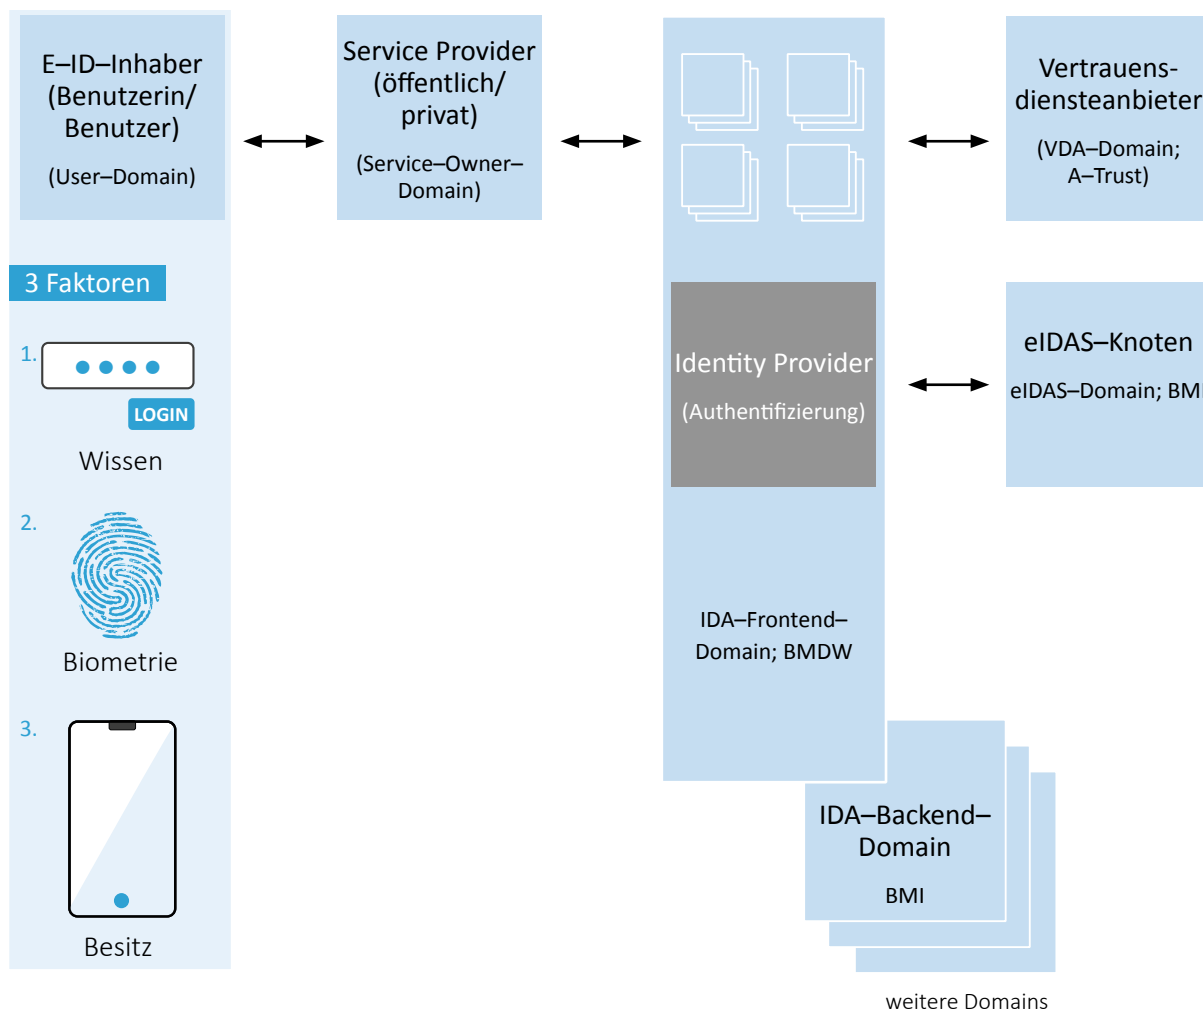 E–ID–Inhaber
(Benutzerin/
Benutzer)
(User–Domain)
Service Provider
(öffentlich/
privat)
(Service–Owner–
Domain)
Vertrauens-
diensteanbieter
(VDA–Domain;
A–Trust)
3 Faktoren
1.
LOGIN
Wissen
2.
Biometrie
3.
Besitz
Identity Provider
(Authentifizierung)
eIDAS–Knoten
eIDAS–Domain; BMI
IDA–Frontend–
Domain; BMDW
IDA–Backend–
Domain
BMI
weitere Domains